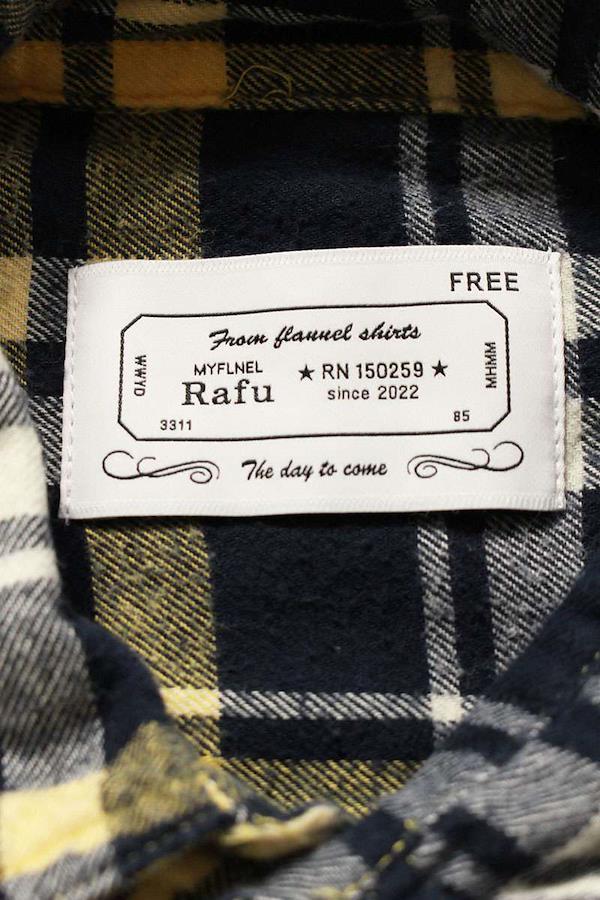 FREE
From flannel shirts
WWYD
MYFLNEL
Rafu
★ RN 150259 ★
since 2022
MHMM
3311
85
The day to come